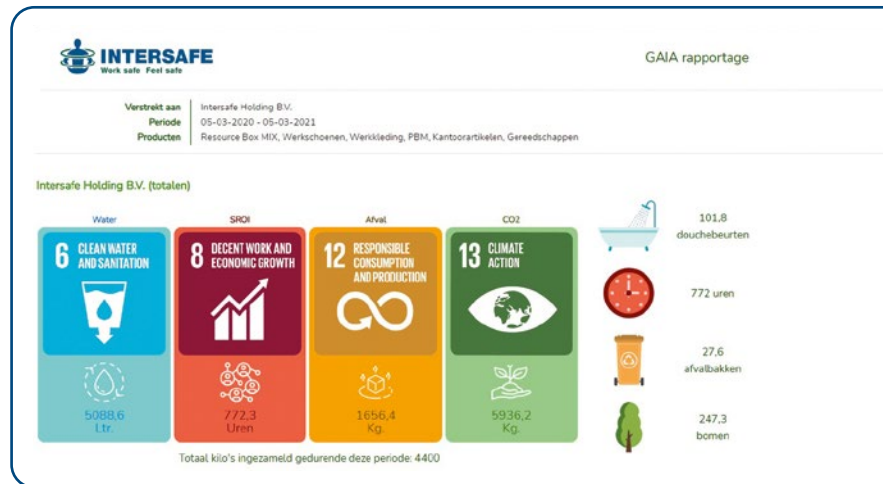 INTERSAFE
Work safe Feel safe
GAIA rapportage
Verstrekt aan Intersafe Holding B.V.
Periode 05-03-2020 - 05-03-2021
Producten Resource Box MIX, Werkschoenen, Werkkleding, PBM, Kantoorartikelen, Gereedschappen
Intersafe Holding B.V. (totalen)
Water
SROI
Afval
CO2
6 CLEAN WATER
AND SANITATION
8 DECENT WORK AND
ECONOMIC GROWTH
12 RESPONSIBLE
CONSUMPTION
AND PRODUCTION
13 CLIMATE
ACTION
5088,6
Ltr.
772,3
Uren
1656,4
Kg.
5936,2
Kg.
101,8
douchebeurten
772 uren
27,6
afvalbakken
247,3
bomen
Totaal kilo's ingezameld gedurende deze periode: 4400